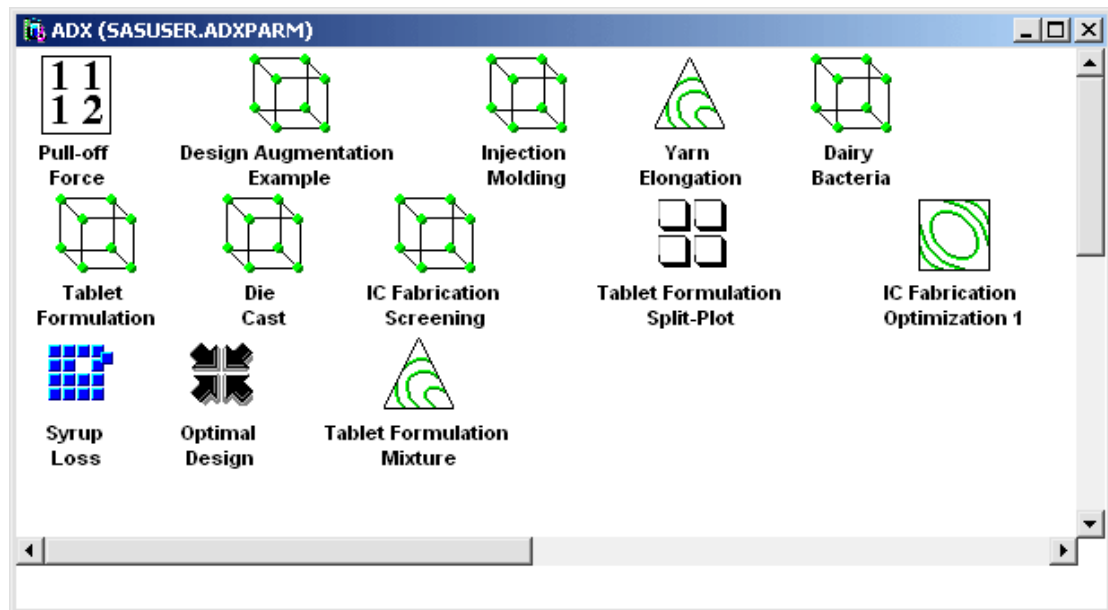 ADX (SASUSER.ADXPARM)
1 1
1 2
Pull-off
Force
Design Augmentation
Example
Injection
Molding
Yarn
Elongation
Dairy
Bacteria
Tablet
Formulation
Die
Cast
IC Fabrication
Screening
Tablet Formulation
Split-Plot
IC Fabrication
Optimization 1
Syrup
Loss
Optimal
Design
Tablet Formulation
Mixture